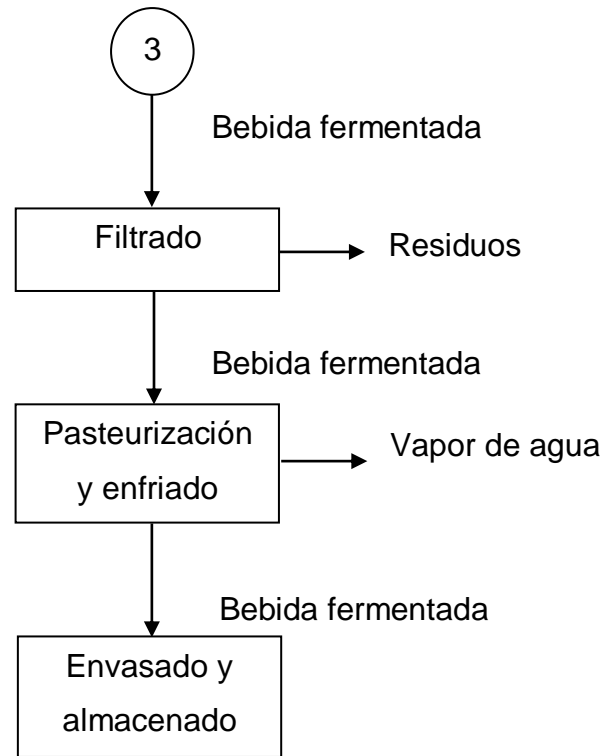 3
Bebida fermentada
Filtrado
Residuos
Bebida fermentada
Pasteurización
y enfriado
Vapor de agua
Bebida fermentada
Envasado y
almacenado